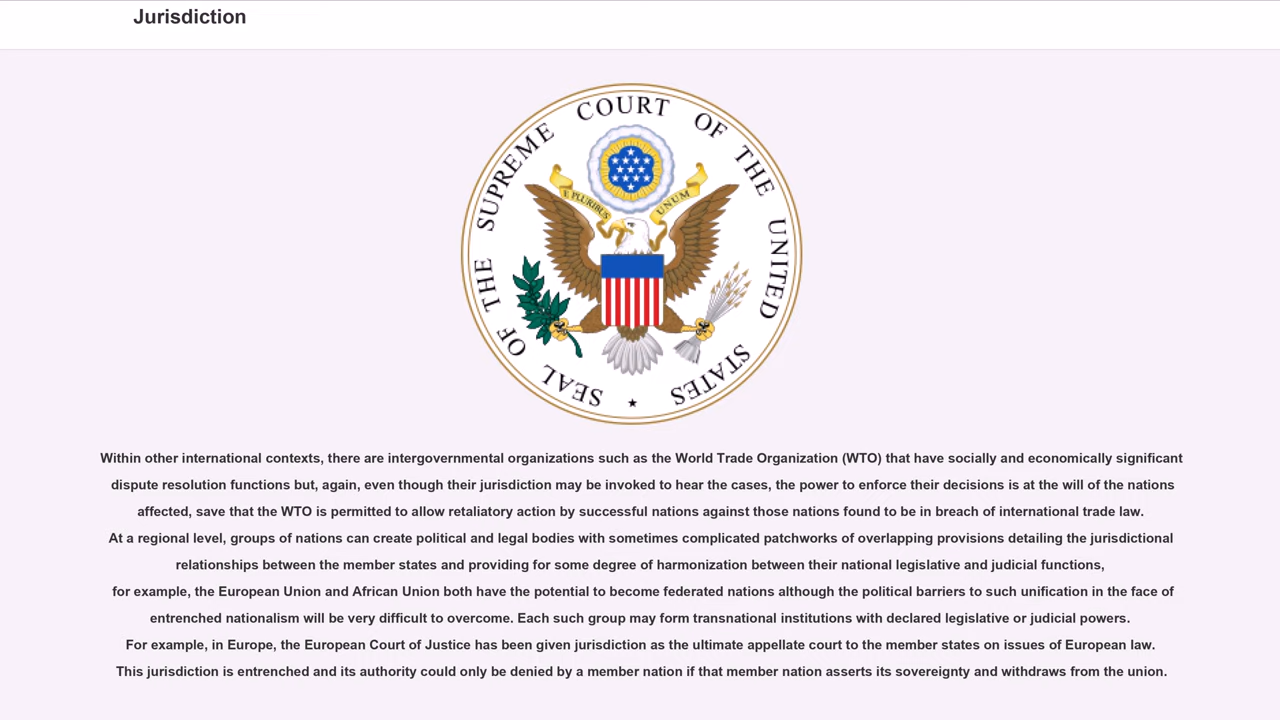 Jurisdiction
SEAL OF THE SUPREME COURT OF THE UNITED STATES
E PLURIBUS UNUM
Within other international contexts, there are intergovernmental organizations such as the World Trade Organization (WTO) that have socially and economically significant
dispute resolution functions but, again, even though their jurisdiction may be invoked to hear the cases, the power to enforce their decisions is at the will of the nations
affected, save that the WTO is permitted to allow retaliatory action by successful nations against those nations found to be in breach of international trade law.
At a regional level, groups of nations can create political and legal bodies with sometimes complicated patchworks of overlapping provisions detailing the jurisdictional
relationships between the member states and providing for some degree of harmonization between their national legislative and judicial functions,
for example, the European Union and African Union both have the potential to become federated nations although the political barriers to such unification in the face of
entrenched nationalism will be very difficult to overcome. Each such group may form transnational institutions with declared legislative or judicial powers.
For example, in Europe, the European Court of Justice has been given jurisdiction as the ultimate appellate court to the member states on issues of European law.
This jurisdiction is entrenched and its authority could only be denied by a member nation if that member nation asserts its sovereignty and withdraws from the union.